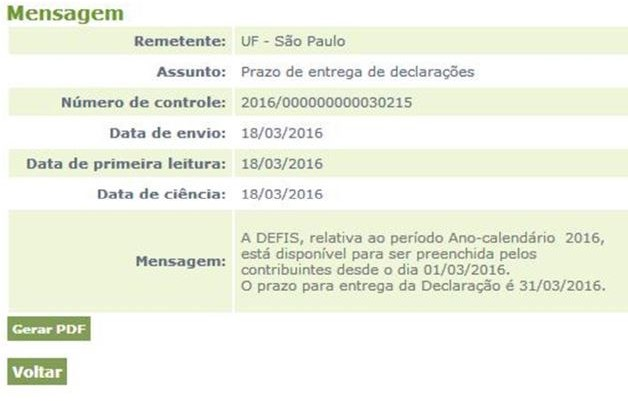 Mensagem
Remetente: UF - São Paulo
Assunto: Prazo de entrega de declarações
Número de controle: 2016/000000000030215
Data de envio: 18/03/2016
Data de primeira leitura: 18/03/2016
Data de ciência: 18/03/2016
Mensagem: A DEFIS, relativa ao período Ano-calendário 2016,
está disponível para ser preenchida pelos
contribuintes desde o dia 01/03/2016.
O prazo para entrega da Declaração é 31/03/2016.
Gerar PDF
Voltar